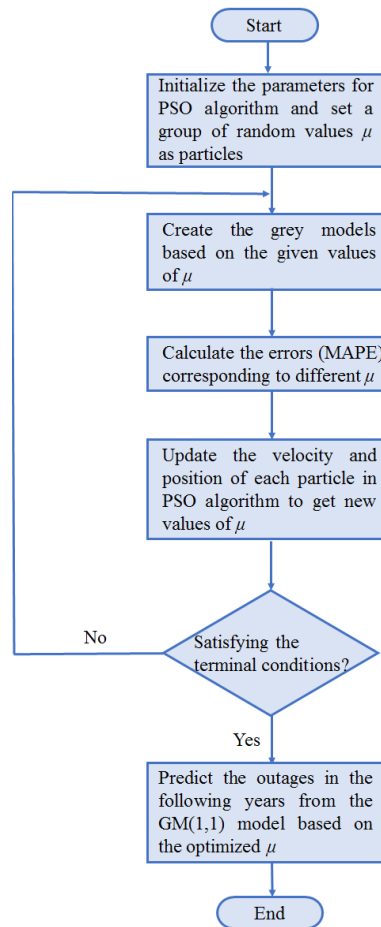 Start
Initialize the parameters for
PSO algorithm and set a
group of random values μ
as particles
Create the grey models
based on the given values
of μ
Calculate the errors (MAPE)
corresponding to different μ
Update the velocity and
position of each particle in
PSO algorithm to get new
values of μ
No
Satisfying the
terminal conditions?
Yes
Predict the outages in the
following years from the
GM(1,1) model based on
the optimized μ
End